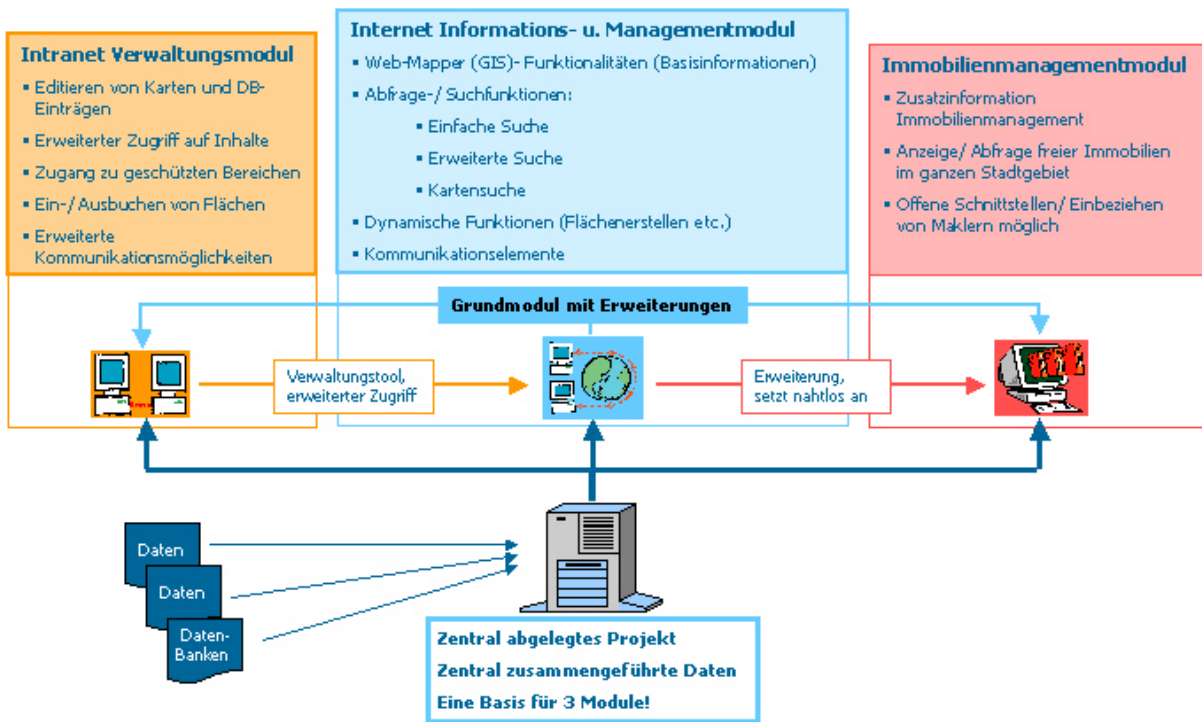 Intranet Verwaltungsmodul
▪ Editieren von Karten und DB-
Einträgen
▪ Erweiterter Zugriff auf Inhalte
▪ Zugang zu geschützten Bereichen
▪ Ein-/ Ausbuchen von Flächen
▪ Erweiterte
Kommunikationsmöglichkeiten
Internet Informations- u. Managementmodul
▪ Web-Mapper (GIS)- Funktionalitäten (Basisinformationen)
▪ Abfrage-/ Suchfunktionen:
▪ Einfache Suche
▪ Erweiterte Suche
▪ Kartensuche
▪ Dynamische Funktionen (Flächenerstellen etc.)
▪ Kommunikationselemente
Immobilienmanagementmodul
▪ Zusatzinformation
Immobilienmanagement
▪ Anzeige/ Abfrage freier Immobilien
im ganzen Stadtgebiet
▪ Offene Schnittstellen/ Einbeziehen
von Maklern möglich
Grundmodul mit Erweiterungen
Verwaltungstool,
erweiterter Zugriff
Erweiterung,
setzt nahtlos an
Daten
Daten
Daten-
Banken
Zentral abgelegtes Projekt
Zentral zusammengeführte Daten
Eine Basis für 3 Module!